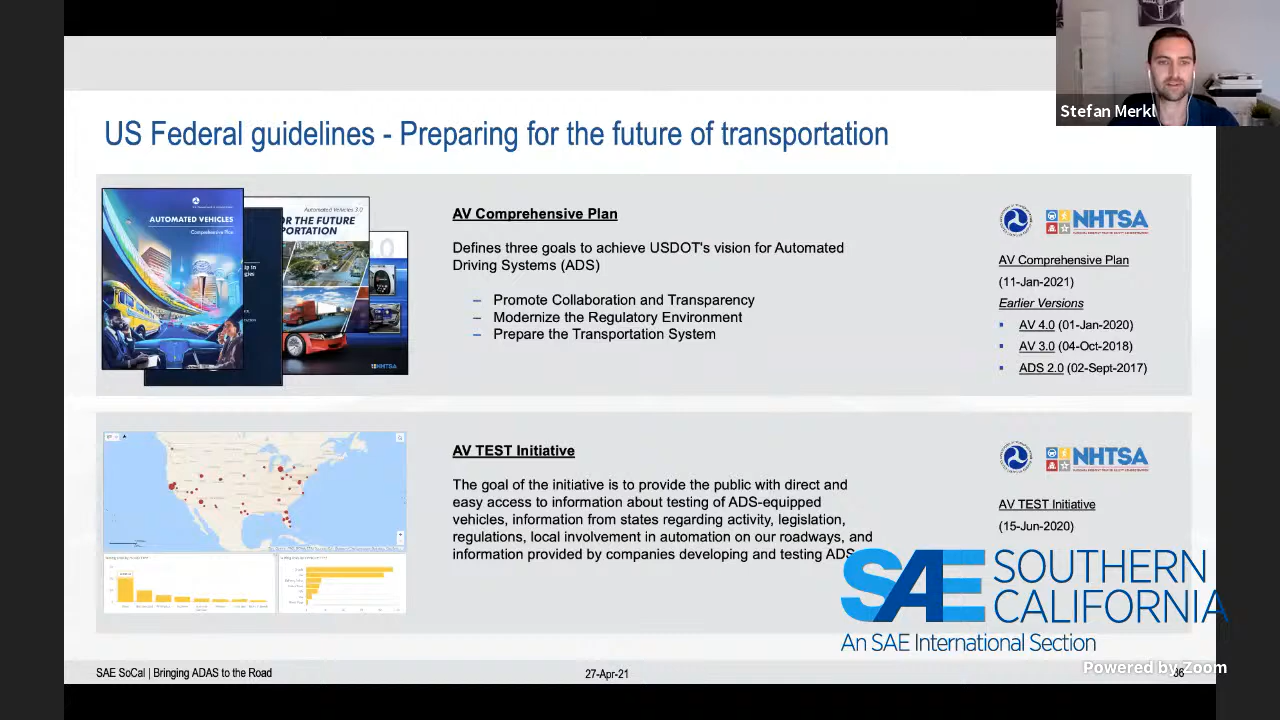 Stefan Merkl
US Federal guidelines - Preparing for the future of transportation
AUTOMATED VEHICLES
Comprehensive Plan
Automated Vehicles 3.0
OR THE FUTURE
PORTATION
NHTSA
AV Comprehensive Plan
Defines three goals to achieve USDOT's vision for Automated
Driving Systems (ADS)
– Promote Collaboration and Transparency
– Modernize the Regulatory Environment
– Prepare the Transportation System
NHTSA
AV Comprehensive Plan
(11-Jan-2021)
Earlier Versions
▪ AV 4.0 (01-Jan-2020)
▪ AV 3.0 (04-Oct-2018)
▪ ADS 2.0 (02-Sept-2017)
AV TEST Initiative
The goal of the initiative is to provide the public with direct and
easy access to information about testing of ADS-equipped
vehicles, information from states regarding activity, legislation,
regulations, local involvement in automation on our roadways, and
information provided by companies developing and testing ADS
NHTSA
AV TEST Initiative
(15-Jun-2020)
SAE SOUTHERN
CALIFORNIA
An SAE International Section
Powered by Zoom
SAE SoCal | Bringing ADAS to the Road
27-Apr-21
36